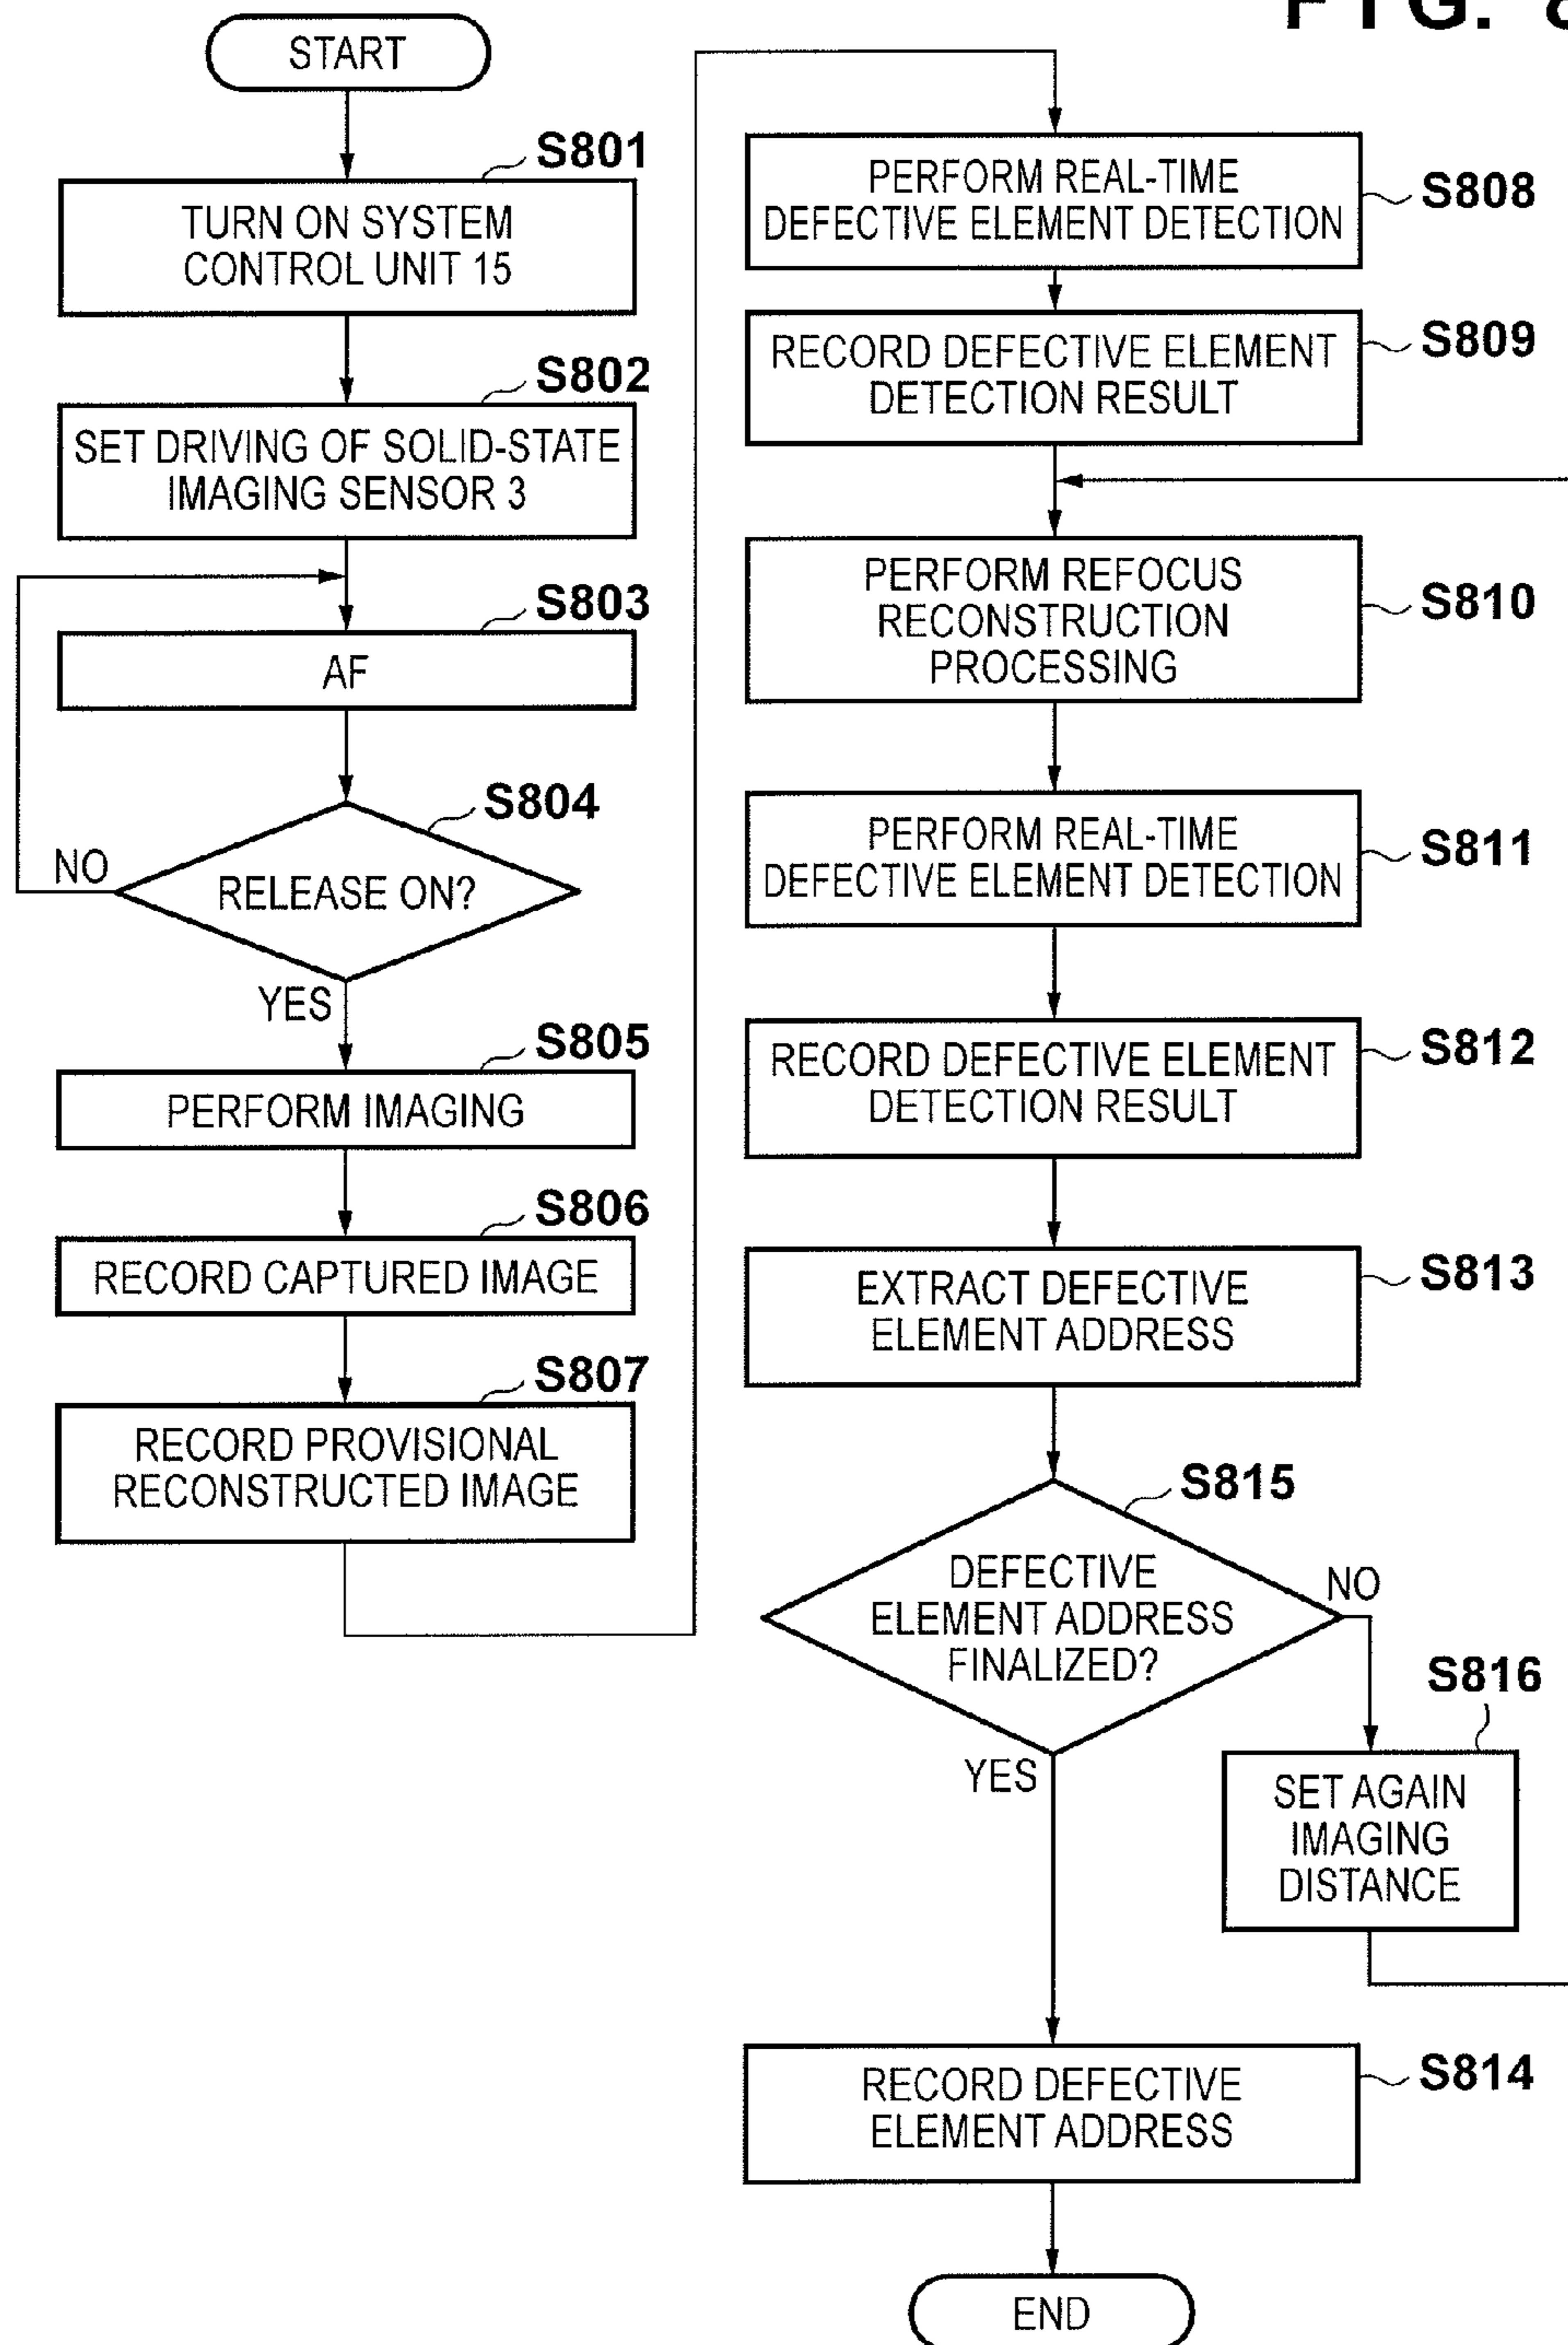 FIG. 8
START
S801
TURN ON SYSTEM
CONTROL UNIT 15
S802
SET DRIVING OF SOLID-STATE
IMAGING SENSOR 3
S803
AF
S804
NO
RELEASE ON?
YES
S805
PERFORM IMAGING
S806
RECORD CAPTURED IMAGE
S807
RECORD PROVISIONAL
RECONSTRUCTED IMAGE
PERFORM REAL-TIME
DEFECTIVE ELEMENT DETECTION
S808
RECORD DEFECTIVE ELEMENT
DETECTION RESULT
S809
PERFORM REFOCUS
RECONSTRUCTION
PROCESSING
S810
PERFORM REAL-TIME
DEFECTIVE ELEMENT DETECTION
S811
RECORD DEFECTIVE ELEMENT
DETECTION RESULT
S812
EXTRACT DEFECTIVE
ELEMENT ADDRESS
S813
S815
DEFECTIVE
ELEMENT ADDRESS
FINALIZED?
NO
YES
S816
SET AGAIN
IMAGING
DISTANCE
RECORD DEFECTIVE
ELEMENT ADDRESS
S814
END